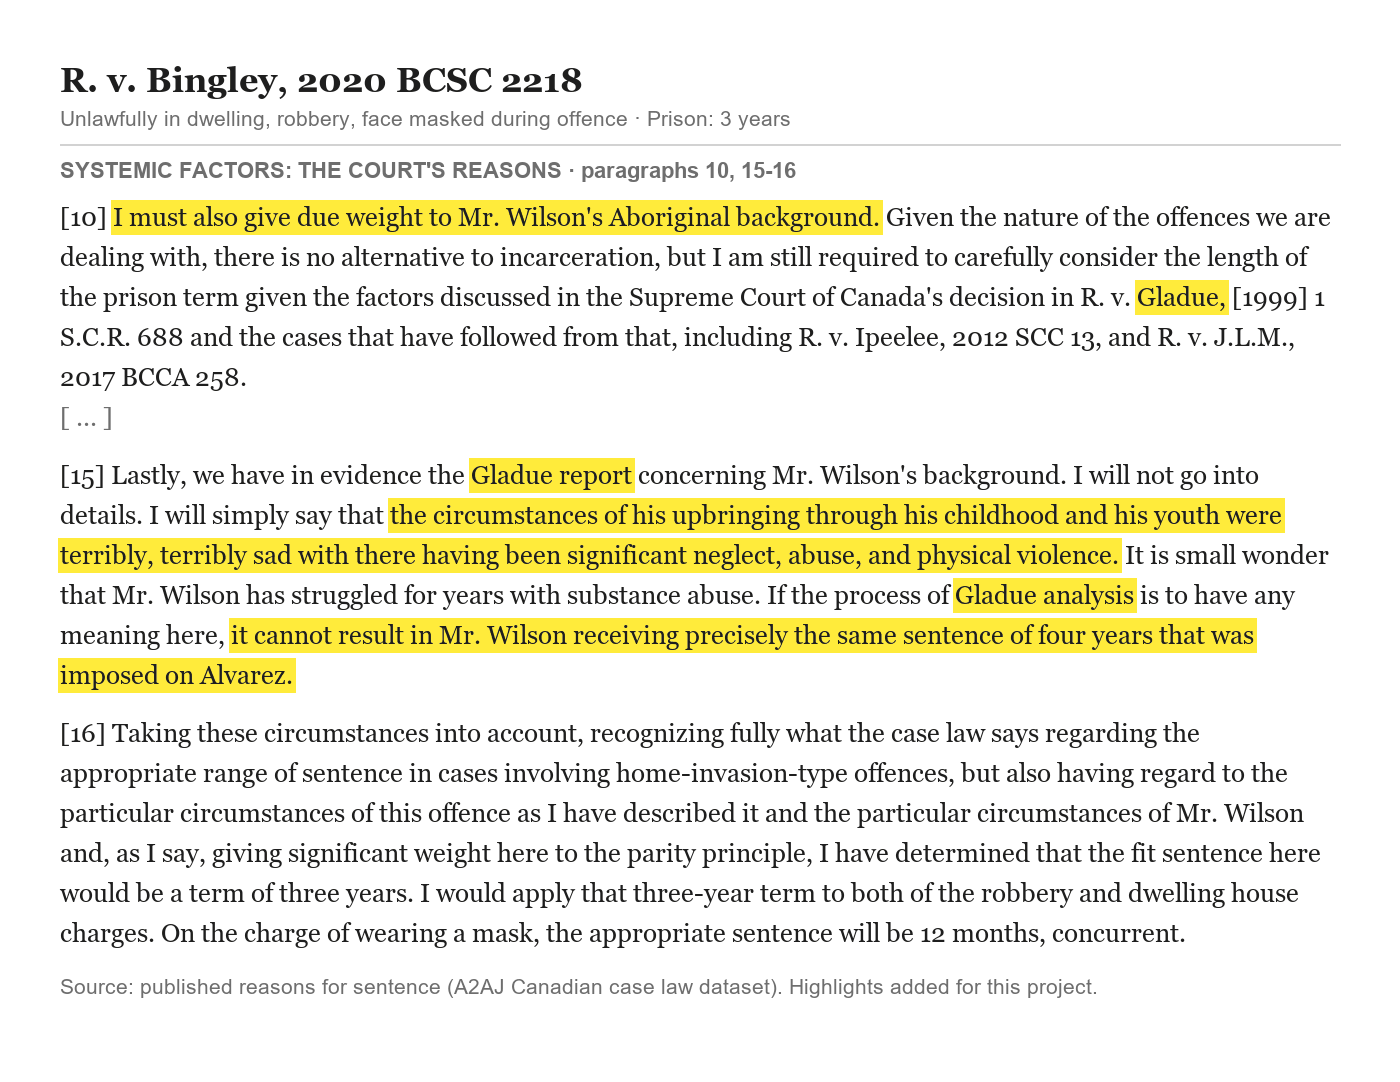 R. v. Bingley, 2020 BCSC 2218
Unlawfully in dwelling, robbery, face masked during offence · Prison: 3 years
SYSTEMIC FACTORS: THE COURT'S REASONS · paragraphs 10, 15-16
[10] I must also give due weight to Mr. Wilson's Aboriginal background. Given the nature of the offences we are
dealing with, there is no alternative to incarceration, but I am still required to carefully consider the length of
the prison term given the factors discussed in the Supreme Court of Canada's decision in R. v. Gladue, [1999] 1
S.C.R. 688 and the cases that have followed from that, including R. v. Ipeelee, 2012 SCC 13, and R. v. J.L.M.,
2017 BCCA 258.
[ ... ]
[15] Lastly, we have in evidence the Gladue report concerning Mr. Wilson's background. I will not go into
details. I will simply say that the circumstances of his upbringing through his childhood and his youth were
terribly, terribly sad with there having been significant neglect, abuse, and physical violence. It is small wonder
that Mr. Wilson has struggled for years with substance abuse. If the process of Gladue analysis is to have any
meaning here, it cannot result in Mr. Wilson receiving precisely the same sentence of four years that was
imposed on Alvarez.
[16] Taking these circumstances into account, recognizing fully what the case law says regarding the
appropriate range of sentence in cases involving home-invasion-type offences, but also having regard to the
particular circumstances of this offence as I have described it and the particular circumstances of Mr. Wilson
and, as I say, giving significant weight here to the parity principle, I have determined that the fit sentence here
would be a term of three years. I would apply that three-year term to both of the robbery and dwelling house
charges. On the charge of wearing a mask, the appropriate sentence will be 12 months, concurrent.
Source: published reasons for sentence (A2AJ Canadian case law dataset). Highlights added for this project.